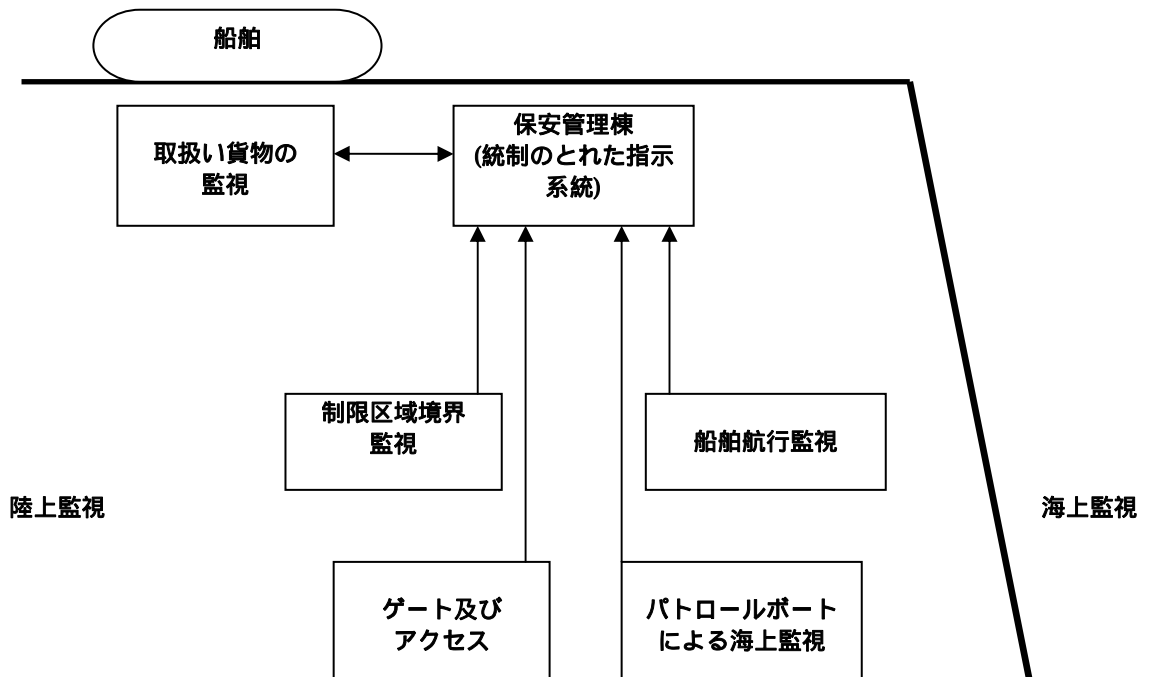 船舶
取扱い貨物の
監視
保安管理棟
(統制のとれた指示
系統)
制限区域境界
監視
船舶航行監視
陸上監視
海上監視
ゲート及び
アクセス
パトロールボート
による海上監視